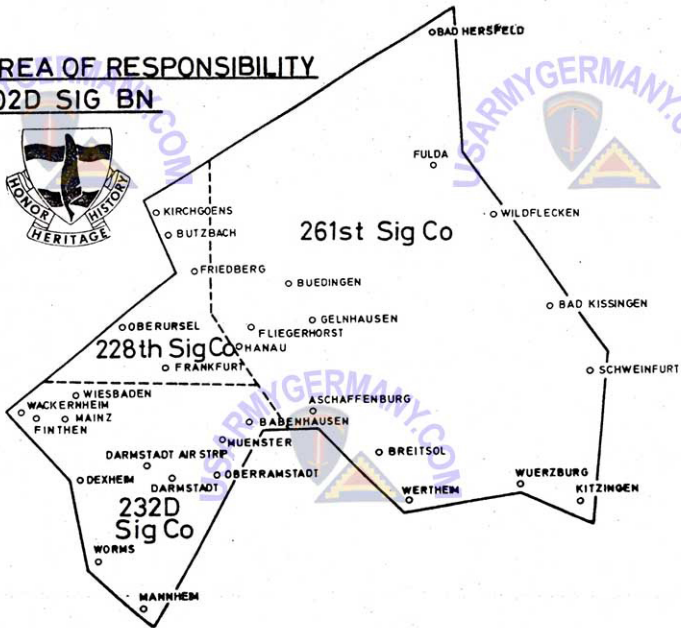 REA OF RESPONSIBILITY
02D SIG BN
HONOR
HERITAGE
HISTORY
USARMYGERMANY.COM
USARMYGERMANY.COM
BAD HERSFELD
FULDA
KIRCHGOENS
WILDFLECKEN
BUTZBACH
261st Sig Co
FRIEDBERG
BUEDINGEN
BAD KISSINGEN
GELNHAUSEN
OBERURSEL
FLIEGERHORST
228th Sig Co
HANAU
FRANKFURT
SCHWEINFURT
USARMYGERMANY.COM
WIESBADEN
WACKERNHEIM
ASCHAFFENBURG
MAINZ
FINTHEN
BABENHAUSEN
MUENSTER
DARMSTADT AIR STRIP
BREITSOL
DEXHEIM
OBERRAMSTADT
DARMSTADT
WUERZBURG
WERTHEIM
KITZINGEN
232D
Sig Co
WORMS
MANNHEIM